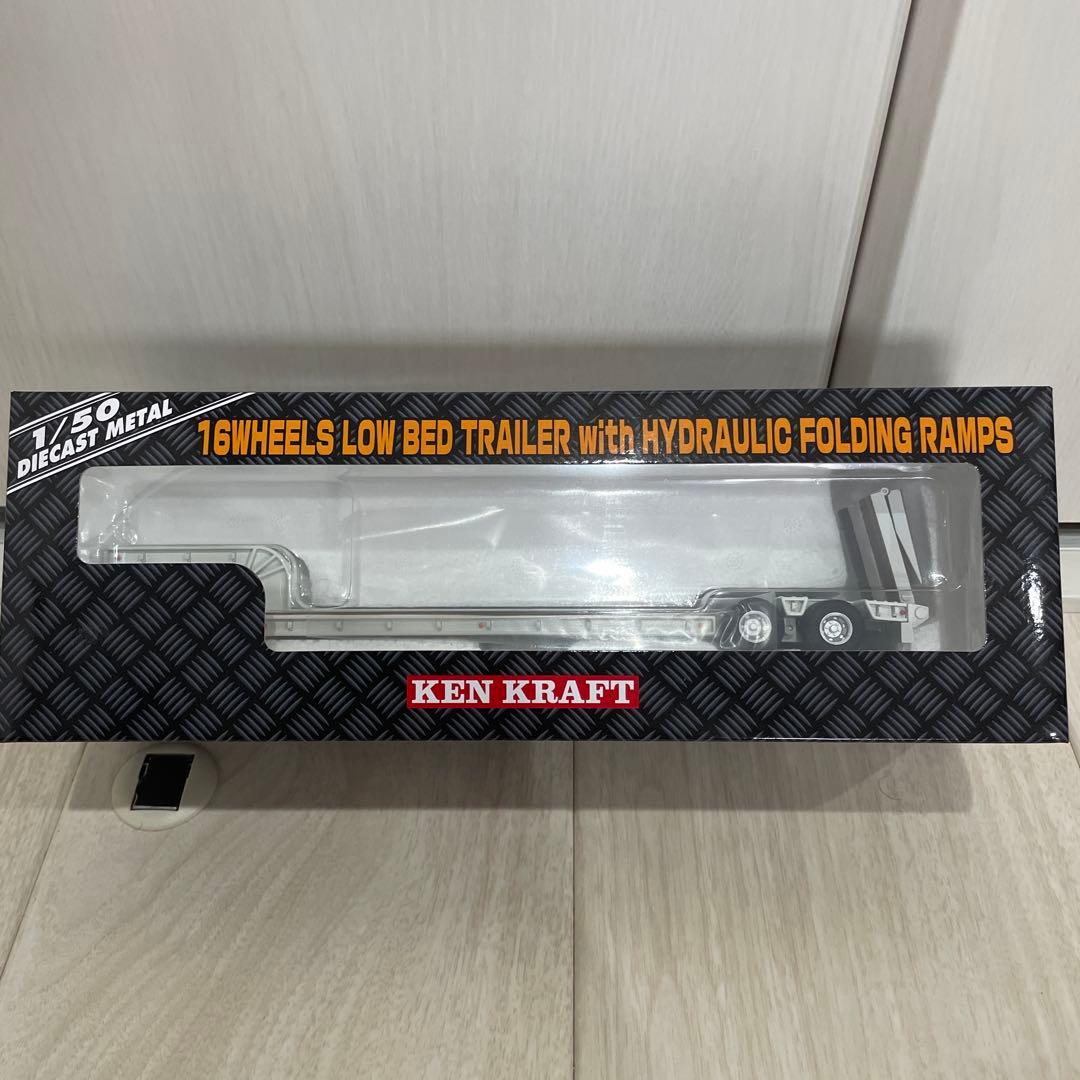 1/50
DIECAST METAL
16WHEELS LOW BED TRAILER with HYDRAULIC FOLDING RAMPS
KEN KRAFT